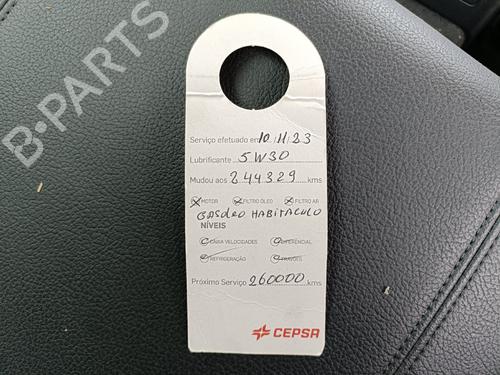 B-PARTS
Serviço efetuado em 10/11/23
Lubrificante 5W30
Mudou aos 244329 kms
MOTOR FILTRO ÓLEO FILTRO AR
GASOLEO HABITACULO
NÍVEIS
CAIXA VELOCIDADES DIFERENCIAL
REFRIGERAÇÃO TRAVÕES
Próximo Serviço 260000 kms
CEPSA